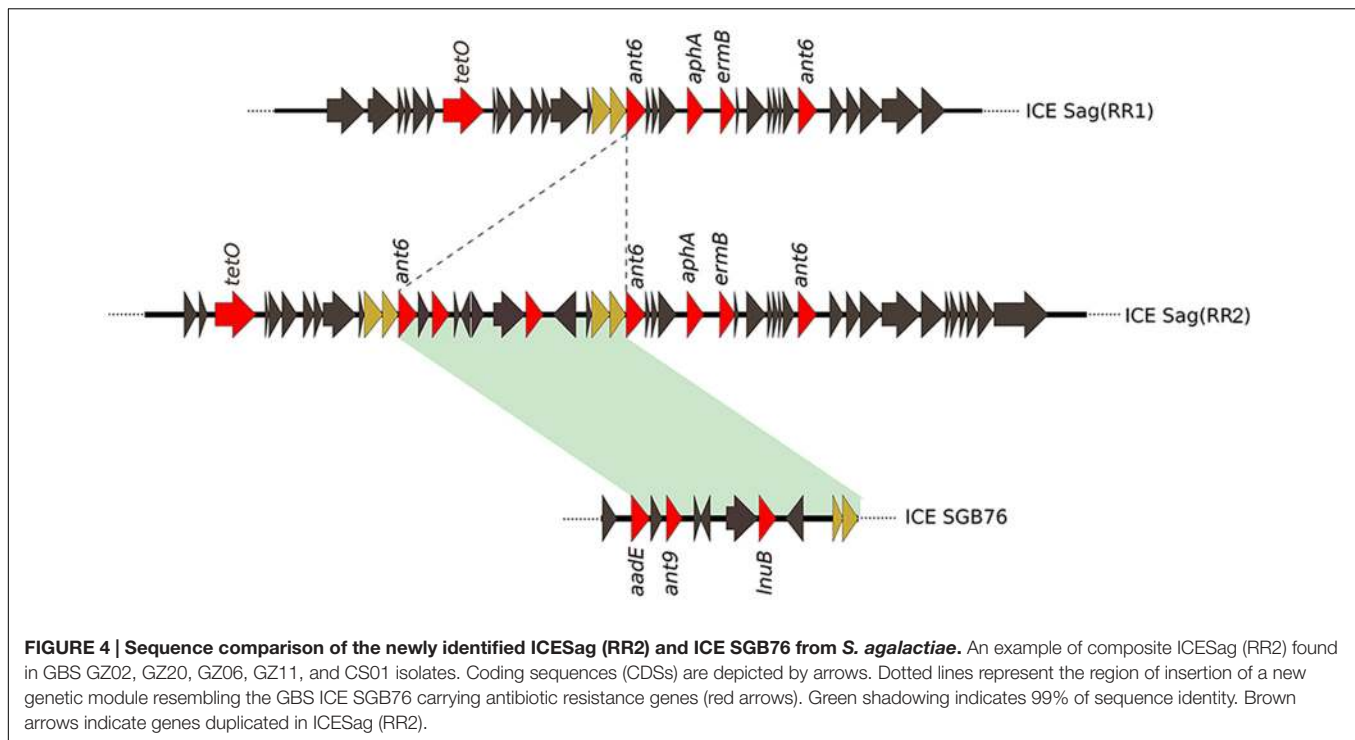 tetO
ant6
aphA
ermB
ant6
ICE Sag(RR1)
tetO
ant6
ant6
aphA
ermB
ant6
ICE Sag(RR2)
ICE SGB76
aadE
ant9
lnuB
FIGURE 4 | Sequence comparison of the newly identified ICESag (RR2) and ICE SGB76 from S. agalactiae. An example of composite ICESag (RR2) found
in GBS GZ02, GZ20, GZ06, GZ11, and CS01 isolates. Coding sequences (CDSs) are depicted by arrows. Dotted lines represent the region of insertion of a new
genetic module resembling the GBS ICE SGB76 carrying antibiotic resistance genes (red arrows). Green shadowing indicates 99% of sequence identity. Brown
arrows indicate genes duplicated in ICESag (RR2).